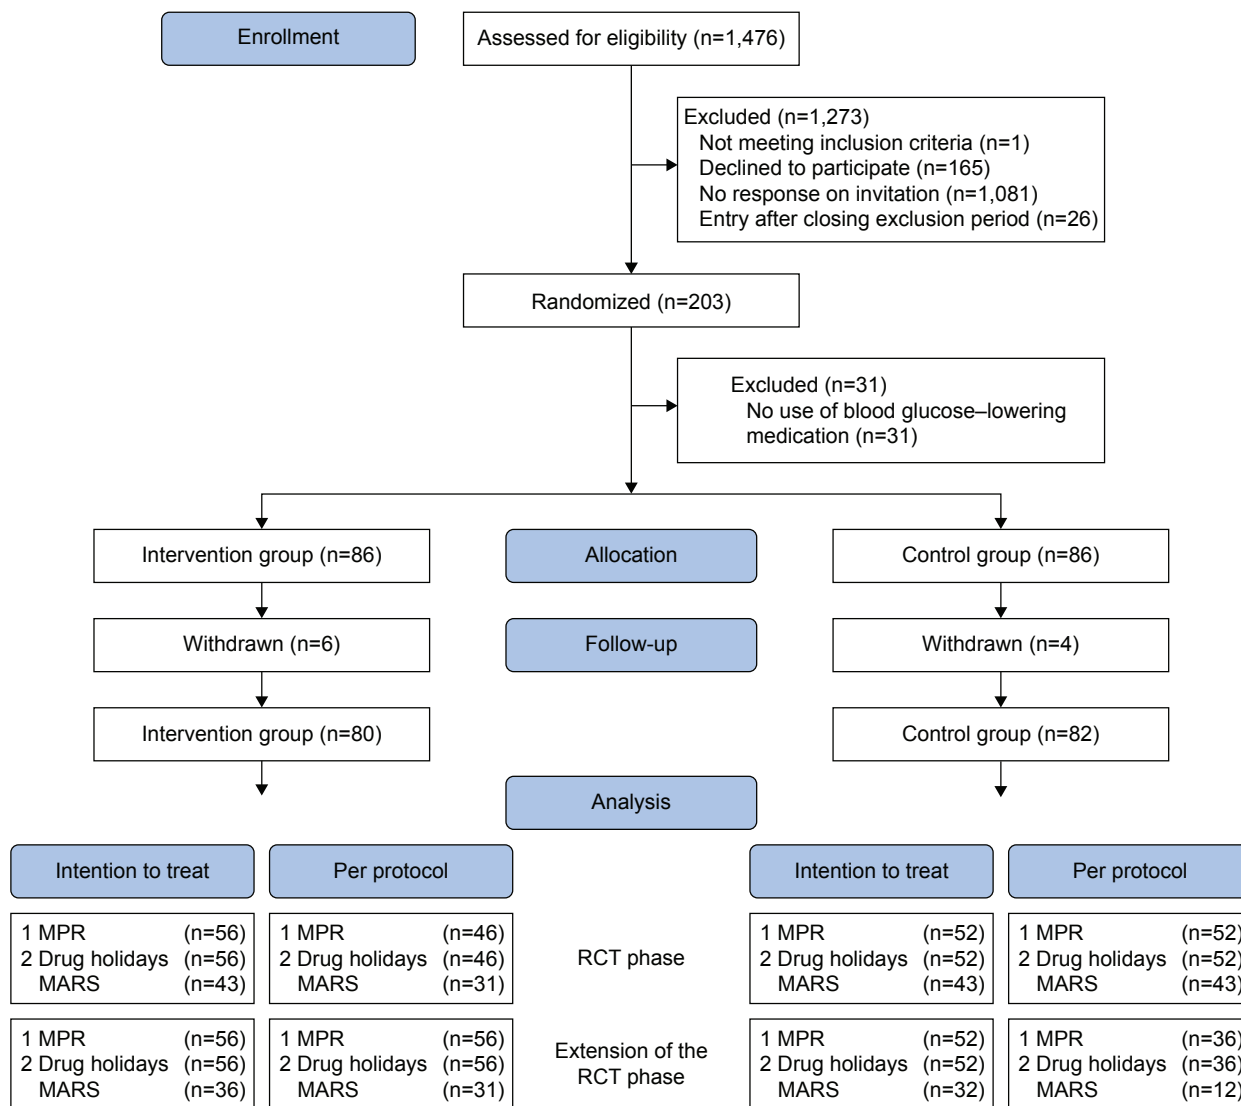 Enrollment
Assessed for eligibility (n=1,476)
Excluded (n=1,273)
Not meeting inclusion criteria (n=1)
Declined to participate (n=165)
No response on invitation (n=1,081)
Entry after closing exclusion period (n=26)
Randomized (n=203)
Excluded (n=31)
No use of blood glucose–lowering
medication (n=31)
Intervention group (n=86)
Allocation
Control group (n=86)
Withdrawn (n=6)
Follow-up
Withdrawn (n=4)
Intervention group (n=80)
Control group (n=82)
Analysis
Intention to treat
Per protocol
Intention to treat
Per protocol
1 MPR (n=56)
2 Drug holidays (n=56)
MARS (n=43)
1 MPR (n=46)
2 Drug holidays (n=46)
MARS (n=31)
RCT phase
1 MPR (n=52)
2 Drug holidays (n=52)
MARS (n=43)
1 MPR (n=52)
2 Drug holidays (n=52)
MARS (n=43)
1 MPR (n=56)
2 Drug holidays (n=56)
MARS (n=36)
1 MPR (n=56)
2 Drug holidays (n=56)
MARS (n=31)
Extension of the
RCT phase
1 MPR (n=52)
2 Drug holidays (n=52)
MARS (n=32)
1 MPR (n=36)
2 Drug holidays (n=36)
MARS (n=12)